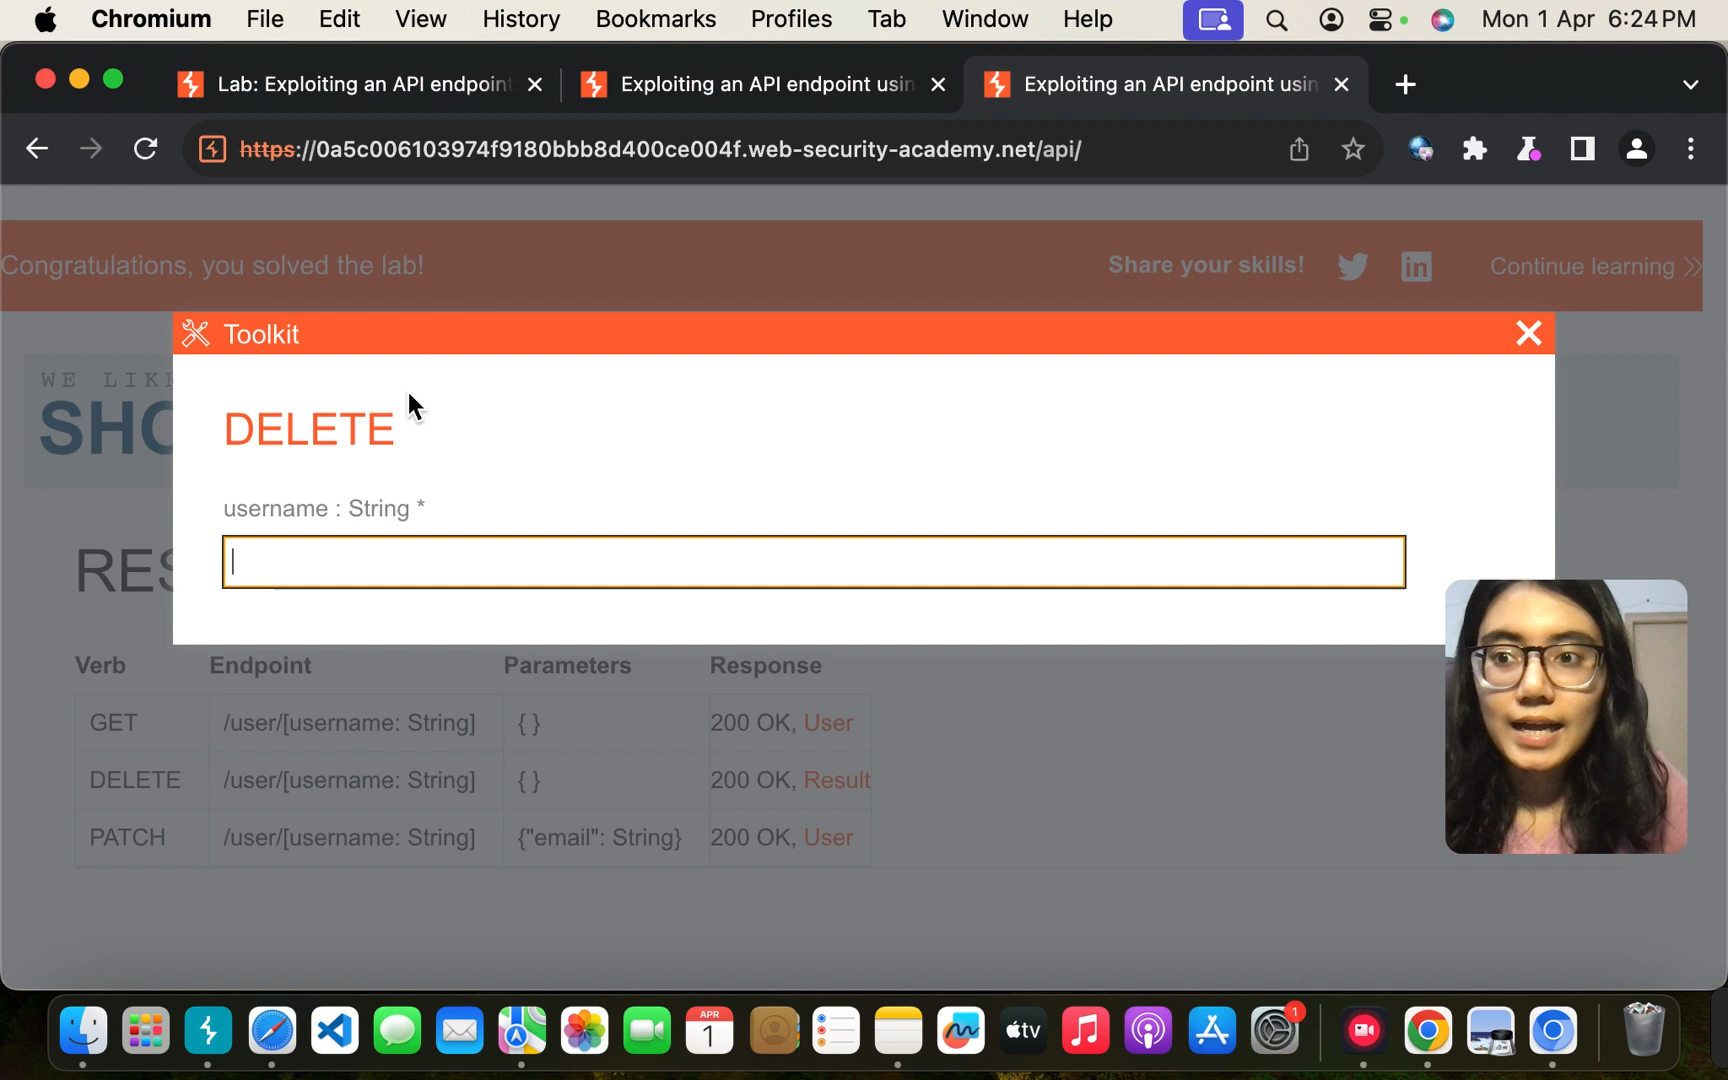 Chromium File Edit View History Bookmarks Profiles Tab Window Help Mon 1 Apr 6:24 PM
Lab: Exploiting an API endpoint Exploiting an API endpoint usin Exploiting an API endpoint usin
https://0a5c006103974f9180bbb8d400ce004f.web-security-academy.net/api/
Congratulations, you solved the lab! Share your skills! Continue learning
Toolkit
WE LIK
SHO
DELETE
username : String *
RES
Verb Endpoint Parameters Response
GET /user/[username: String] { } 200 OK, User
DELETE /user/[username: String] { } 200 OK, Result
PATCH /user/[username: String] {"email": String} 200 OK, User
APR
1
tv
1